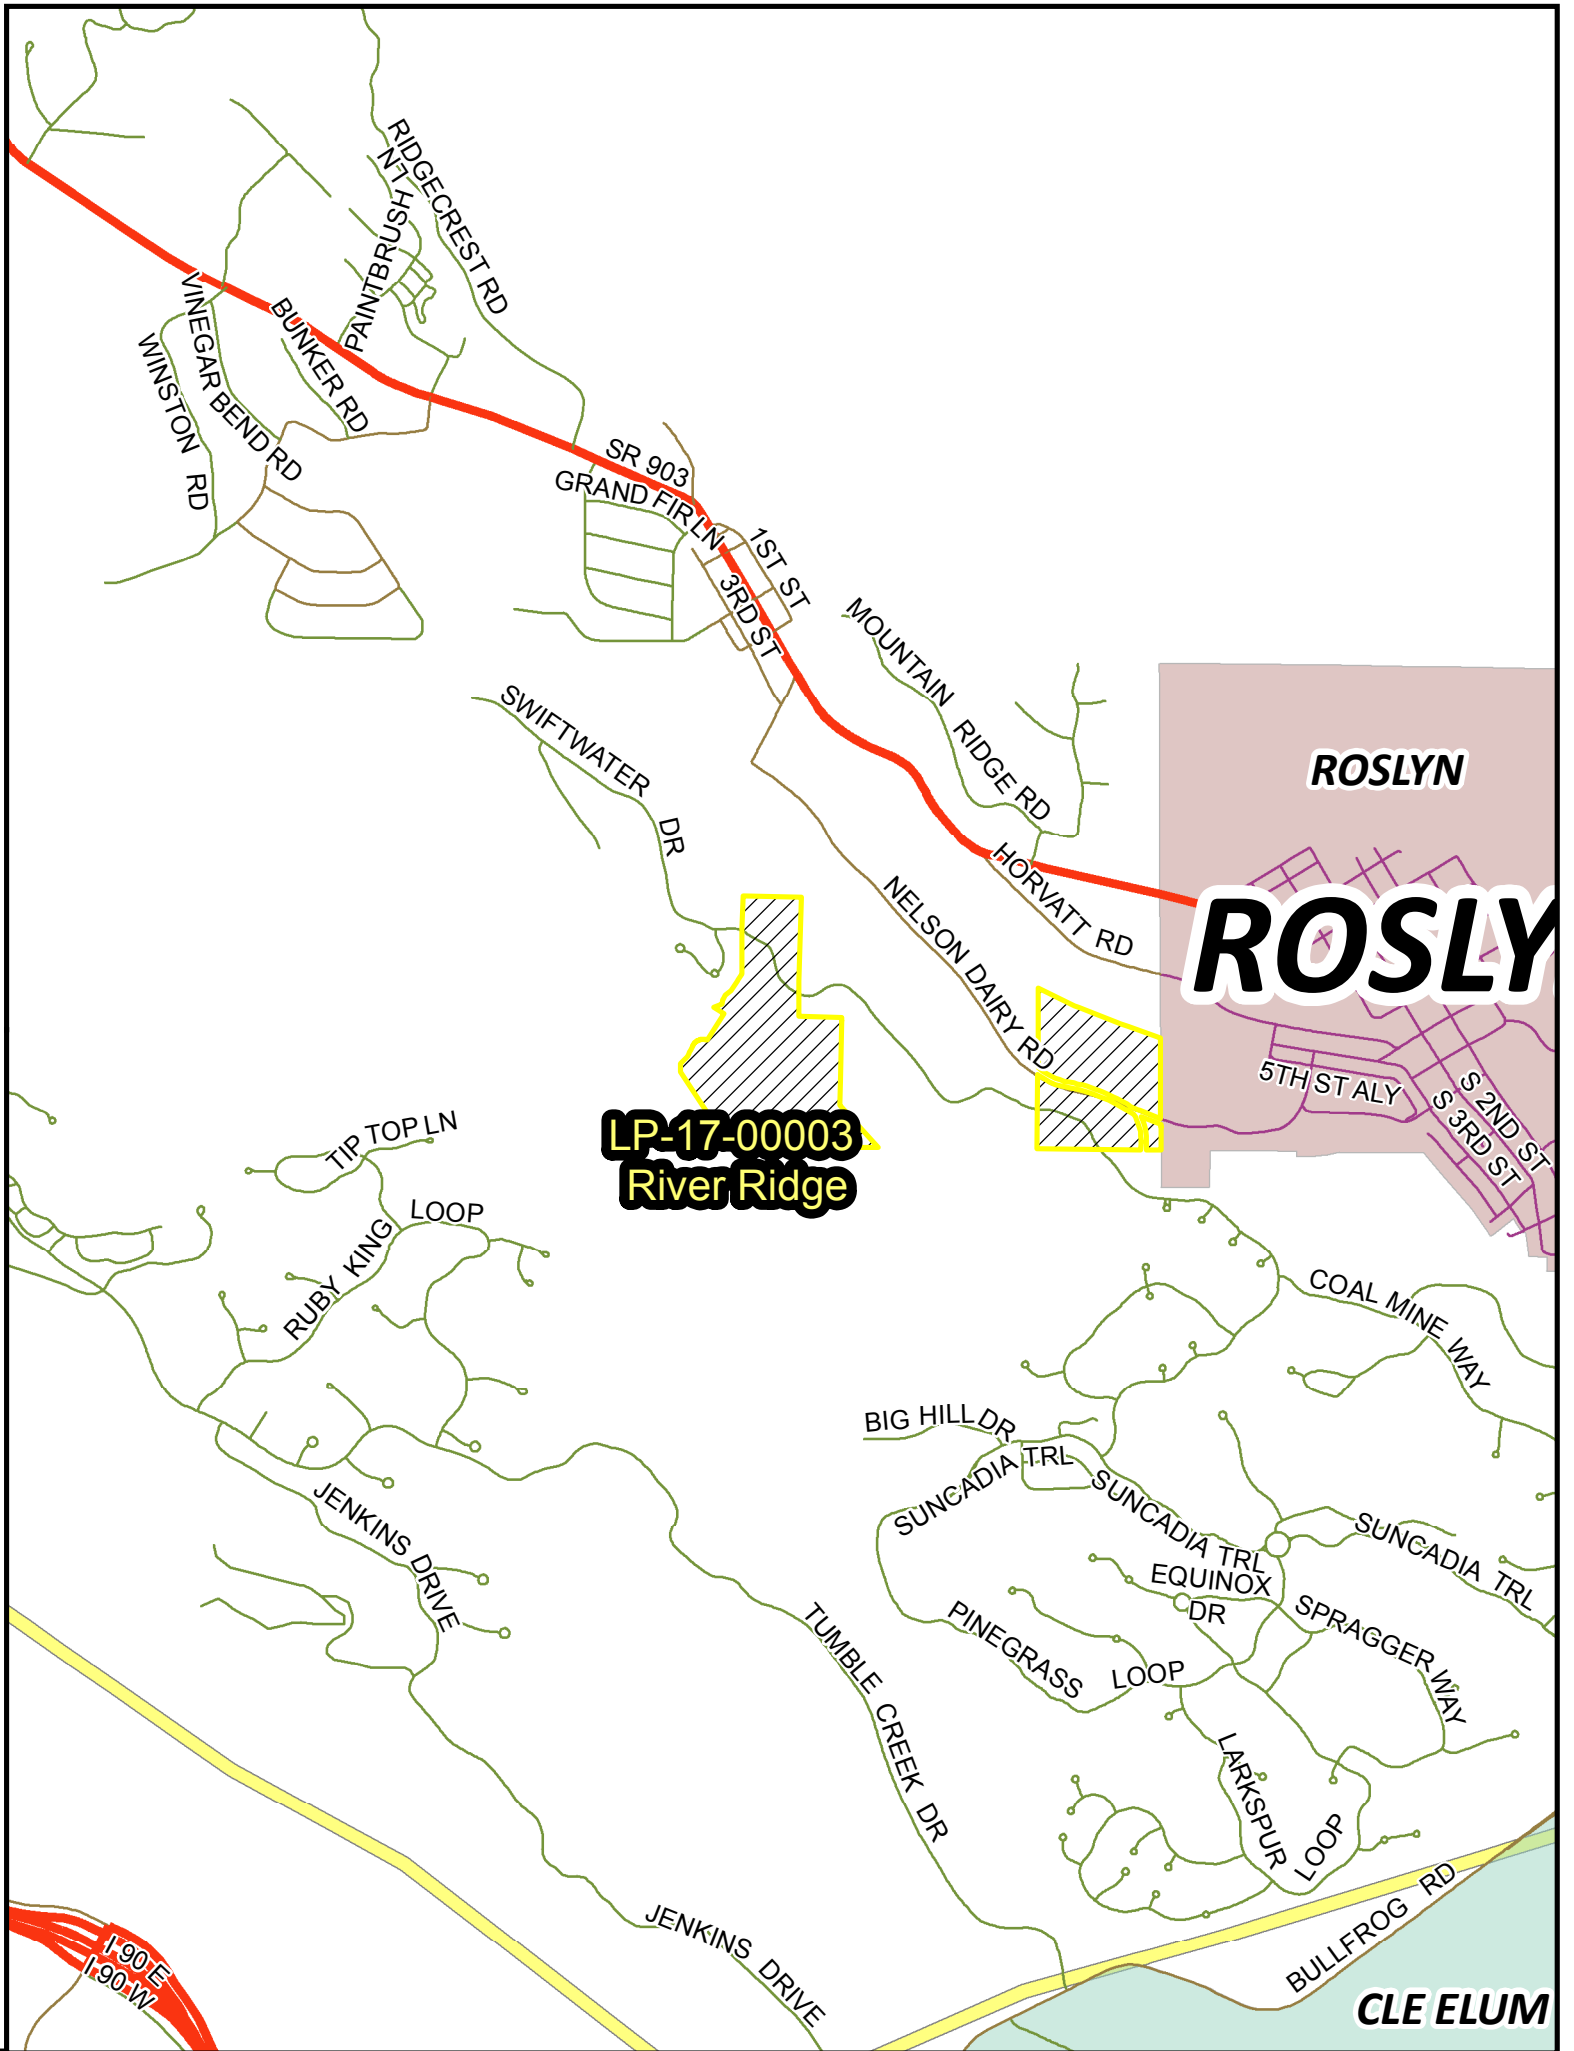 RIDGECREST RD
PAINTBRUSH LN
VINEGAR BEND RD
BUNKER RD
WINSTON RD
SR 903
GRAND FIR LN
1ST ST
3RD ST
MOUNTAIN RIDGE RD
SWIFTWATER DR
ROSLYN
HORVATT RD
NELSON DAIRY RD
ROSLY
5TH ST ALY
S 2ND ST
S 3RD ST
LP-17-00003
River Ridge
TIP TOP LN
RUBY KING LOOP
COAL MINE WAY
BIG HILL DR
SUNCADIA TRL
SUNCADIA TRL
SUNCADIA TRL
JENKINS DRIVE
EQUINOX DR
SPRAGGER WAY
PINEGRASS LOOP
TUMBLE CREEK DR
LARKSPUR LOOP
JENKINS DRIVE
BULLFROG RD
I 90 E
I 90 W
CLE ELUM